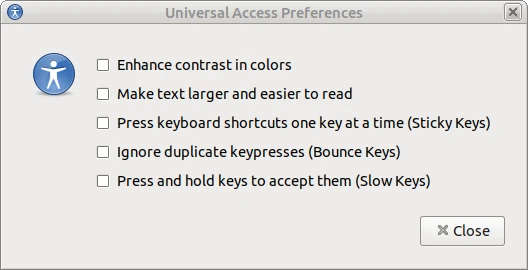 Universal Access Preferences
Enhance contrast in colors
Make text larger and easier to read
Press keyboard shortcuts one key at a time (Sticky Keys)
Ignore duplicate keypresses (Bounce Keys)
Press and hold keys to accept them (Slow Keys)
Close